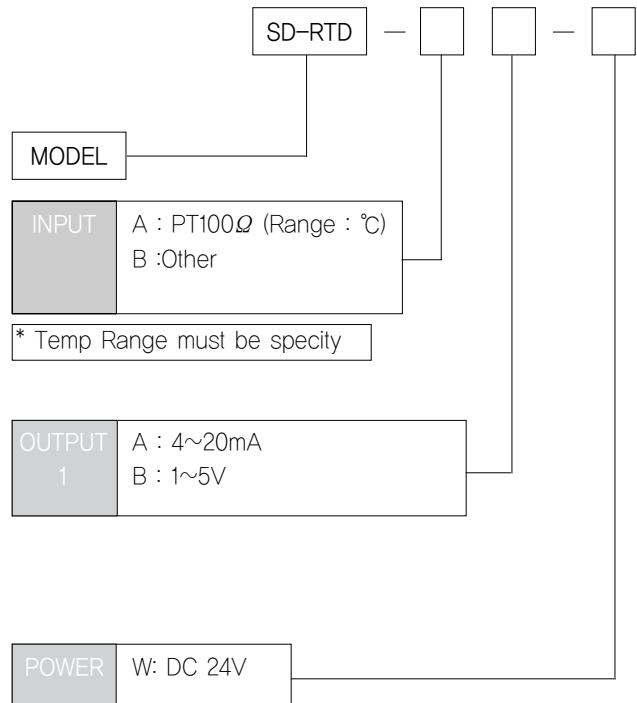 SD-RTD — —
MODEL
INPUT
A : PT100Ω (Range : ℃)
B :Other
* Temp Range must be specity
OUTPUT
1
A : 4~20mA
B : 1~5V
POWER
W: DC 24V